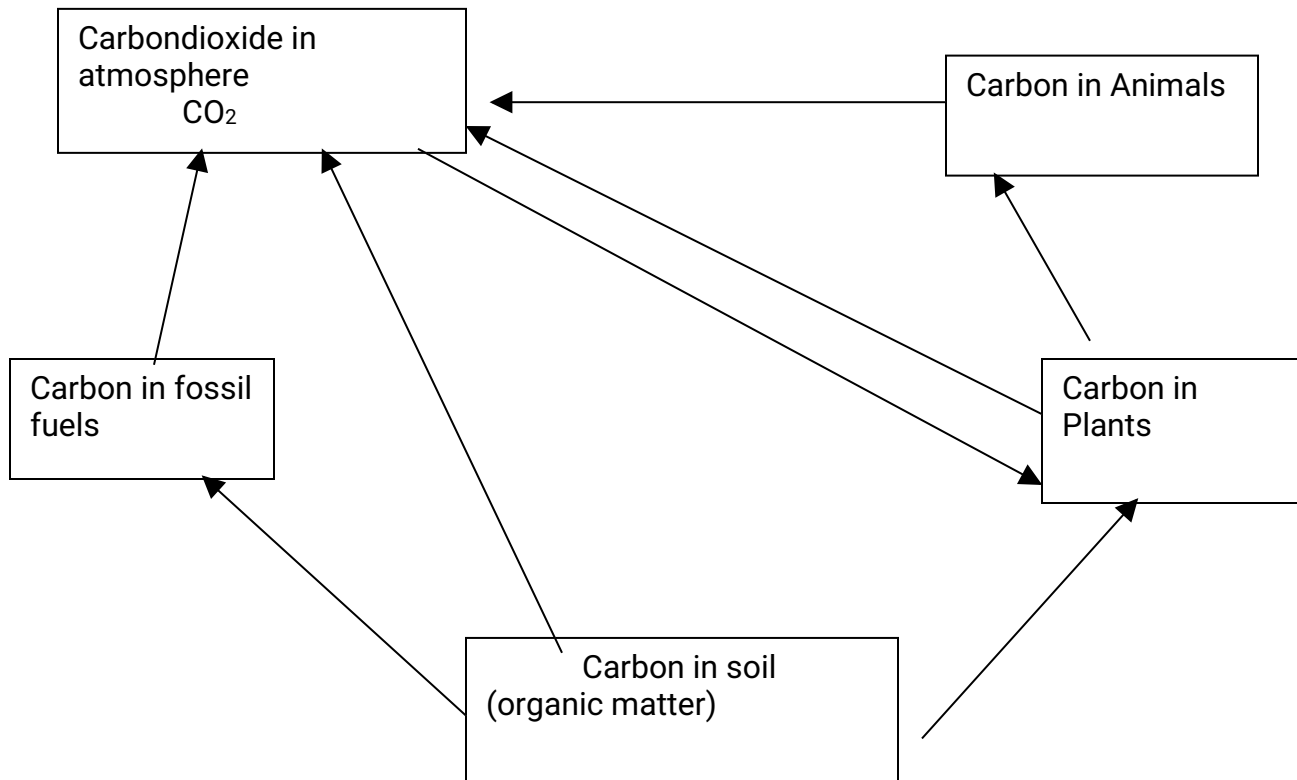 Carbondioxide in
atmosphere
CO₂
Carbon in Animals
Carbon in fossil
fuels
Carbon in
Plants
Carbon in soil
(organic matter)